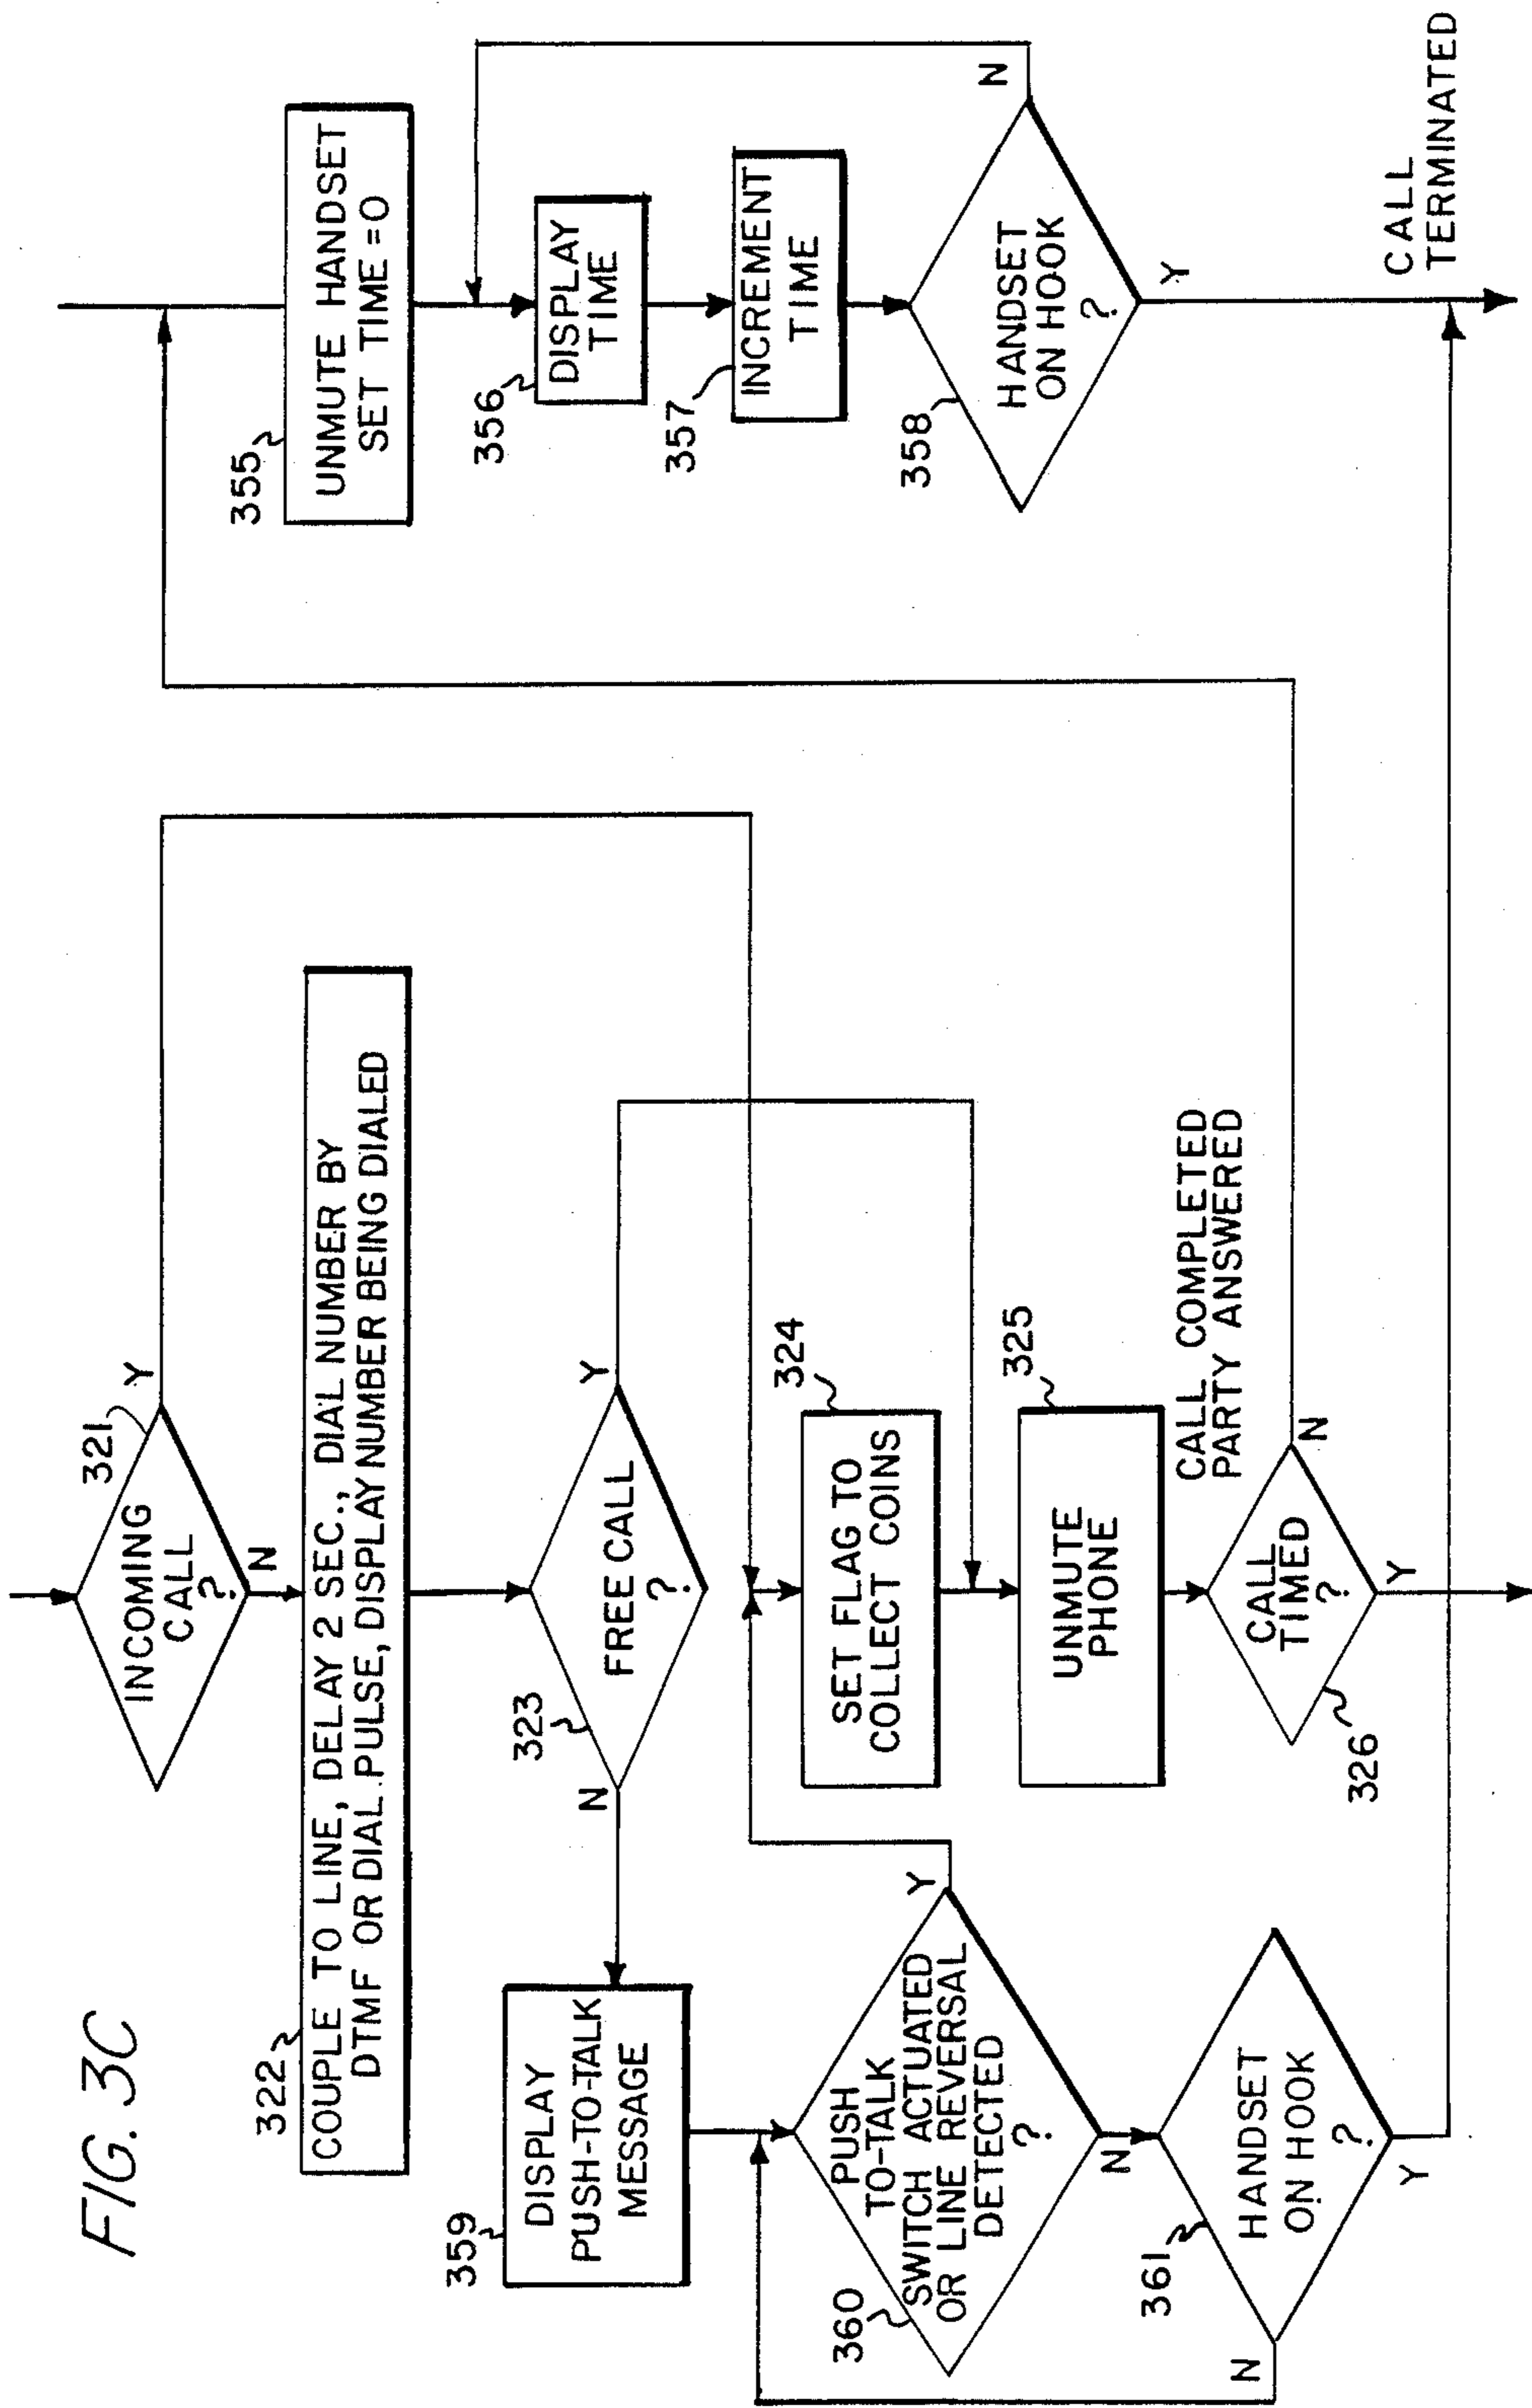 FIG. 3C
321
INCOMING
CALL
?
Y
N
322
COUPLE TO LINE, DELAY 2 SEC., DIAL NUMBER BY
DTMF OR DIAL PULSE, DISPLAY NUMBER BEING DIALED
323
FREE CALL
?
Y
N
359
DISPLAY
PUSH-TO-TALK
MESSAGE
360
PUSH
TO-TALK
SWITCH ACTUATED
OR LINE REVERSAL
DETECTED
?
Y
N
361
HANDSET
ON HOOK
?
N
Y
324
SET FLAG TO
COLLECT COINS
325
UNMUTE
PHONE
CALL COMPLETED
PARTY ANSWERED
326
CALL
TIMED
?
N
Y
355
UNMUTE HANDSET
SET TIME=0
356
DISPLAY
TIME
357
INCREMENT
TIME
358
HANDSET
ON HOOK
?
N
Y
CALL
TERMINATED